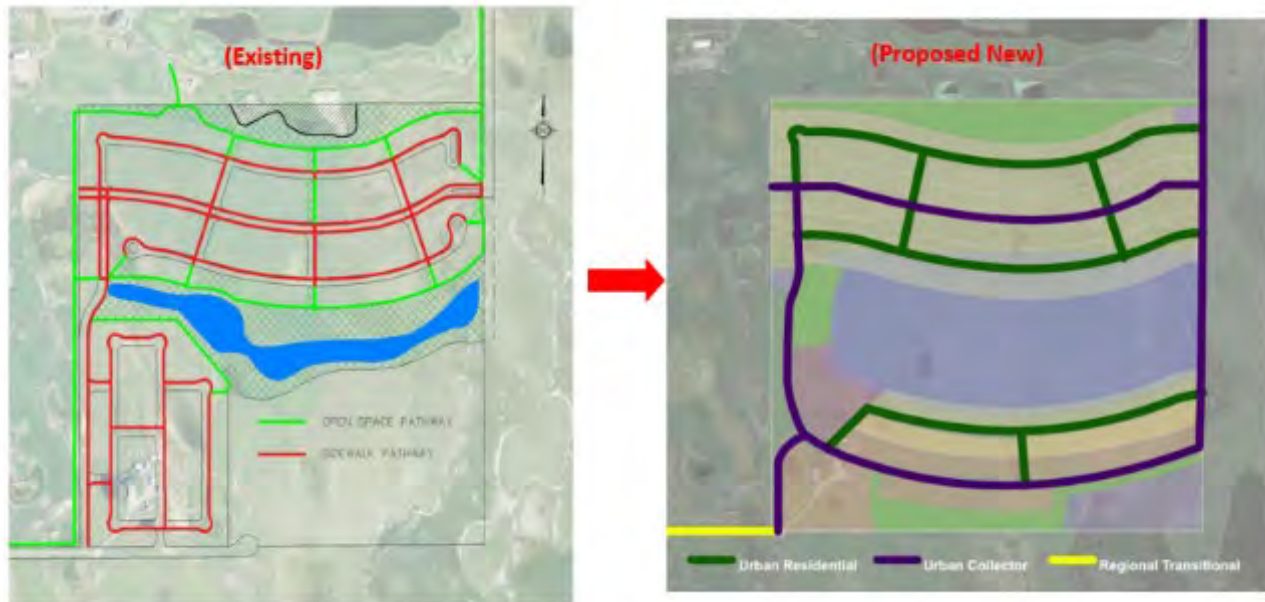 (Existing)
(Proposed New)
OPEN SPACE PATHWAY
SIDEWALK PATHWAY
Urban Residential
Urban Collector
Regional Transitional